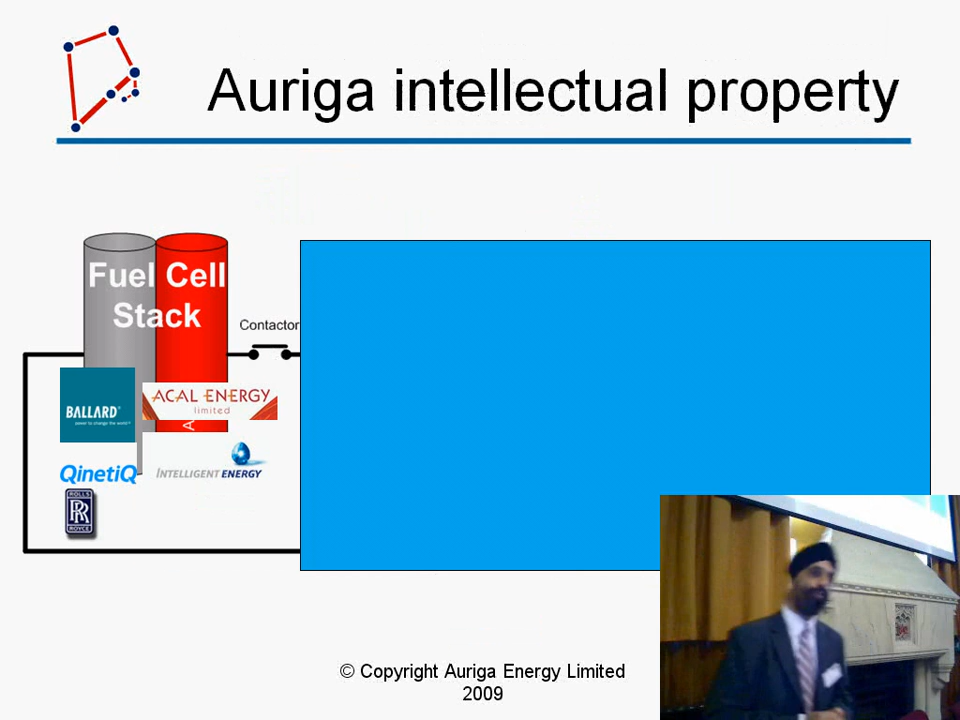 Auriga intellectual property
Fuel Cell
Stack
Contactor
BALLARD
power to change the world
ACAL ENERGY
limited
A
QinetiQ
INTELLIGENT ENERGY
ROLLS
RR
ROYCE
© Copyright Auriga Energy Limited
2009